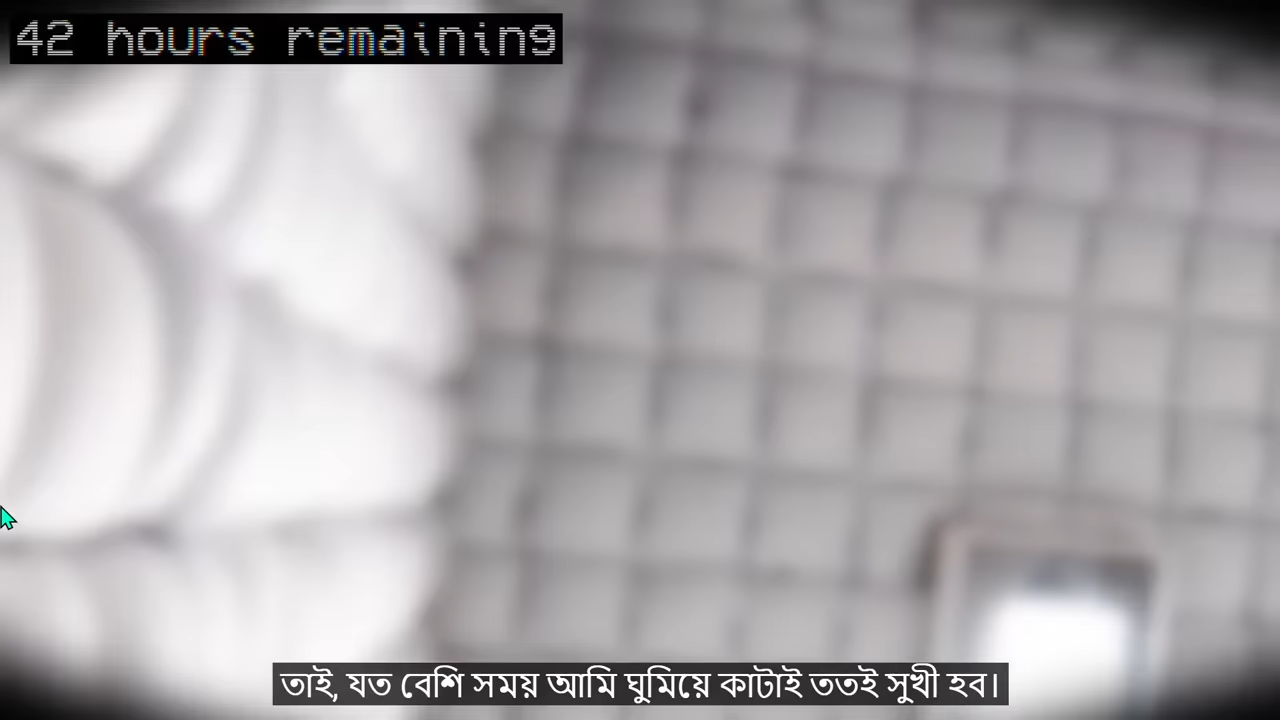 42 hours remaining
তাই, যত বেশি সময় আমি ঘুমিয়ে কাটাই ততই সুখী হব।